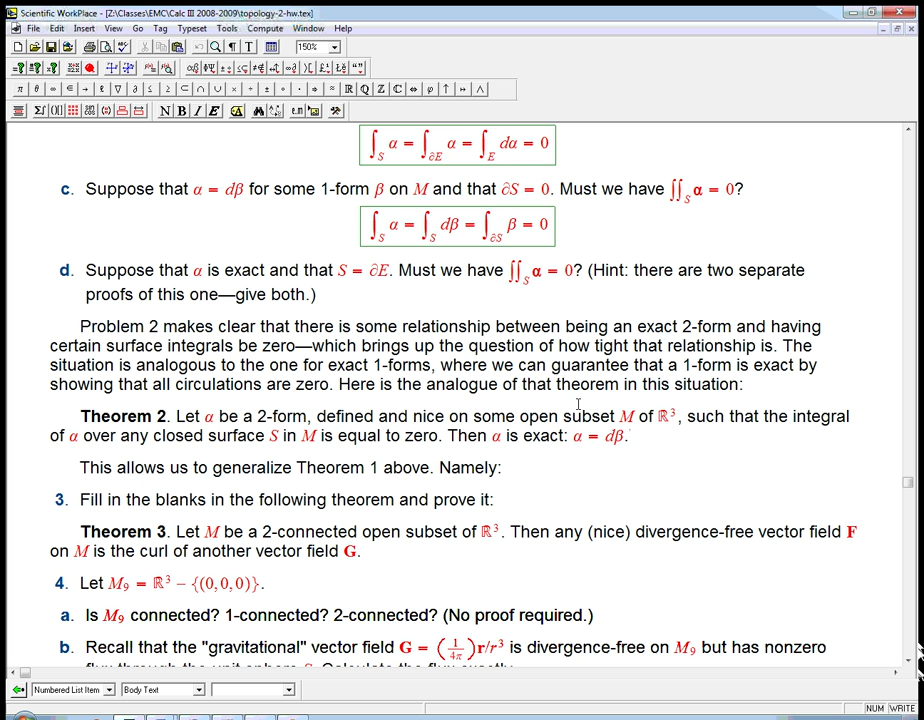 Scientific WorkPlace - [Z:\Classes\EMC\Calc III 2008-2009\topology-2-hw.tex]
File Edit Insert View Go Tag Typeset Tools Compute Window Help
150%
∫_S α = ∫_∂E α = ∫_E dα = 0
c. Suppose that α = dβ for some 1-form β on M and that ∂S = 0. Must we have ∬_S α = 0?
∫_S α = ∫_S dβ = ∫_∂S β = 0
d. Suppose that α is exact and that S = ∂E. Must we have ∬_S α = 0? (Hint: there are two separate
proofs of this one—give both.)
Problem 2 makes clear that there is some relationship between being an exact 2-form and having
certain surface integrals be zero—which brings up the question of how tight that relationship is. The
situation is analogous to the one for exact 1-forms, where we can guarantee that a 1-form is exact by
showing that all circulations are zero. Here is the analogue of that theorem in this situation:
Theorem 2. Let α be a 2-form, defined and nice on some open subset M of ℝ³, such that the integral
of α over any closed surface S in M is equal to zero. Then α is exact: α = dβ.
This allows us to generalize Theorem 1 above. Namely:
3. Fill in the blanks in the following theorem and prove it:
Theorem 3. Let M be a 2-connected open subset of ℝ³. Then any (nice) divergence-free vector field F
on M is the curl of another vector field G.
4. Let M₉ = ℝ³ − {(0,0,0)}.
a. Is M₉ connected? 1-connected? 2-connected? (No proof required.)
b. Recall that the "gravitational" vector field G = (1/4π)r/r³ is divergence-free on M₉ but has nonzero
Numbered List Item Body Text
NUM WRITE